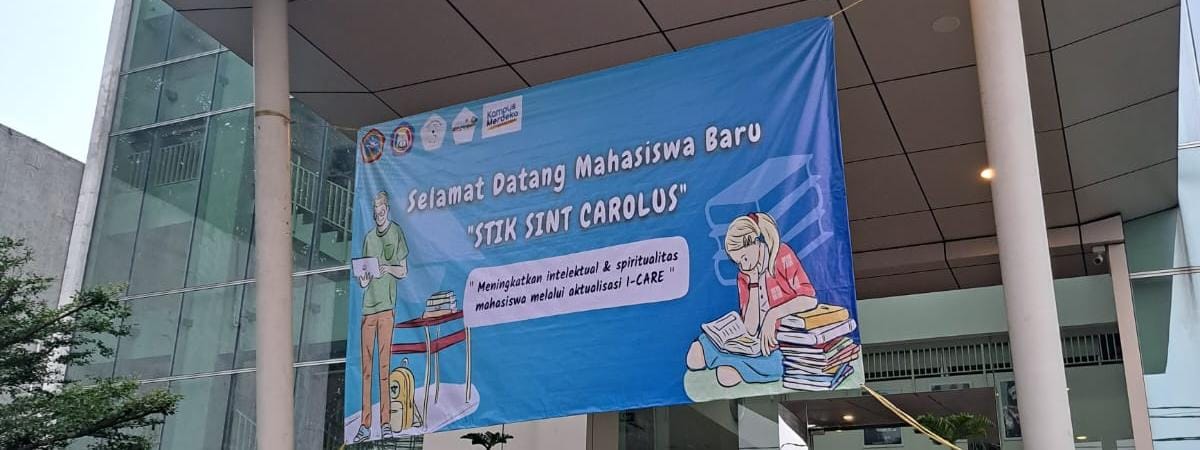 Kampus
Merdeka
Selamat Datang Mahasiswa Baru
"STIK SINT CAROLUS"
" Meningkatkan intelektual & spiritualitas
mahasiswa melalui aktualisasi I-CARE "